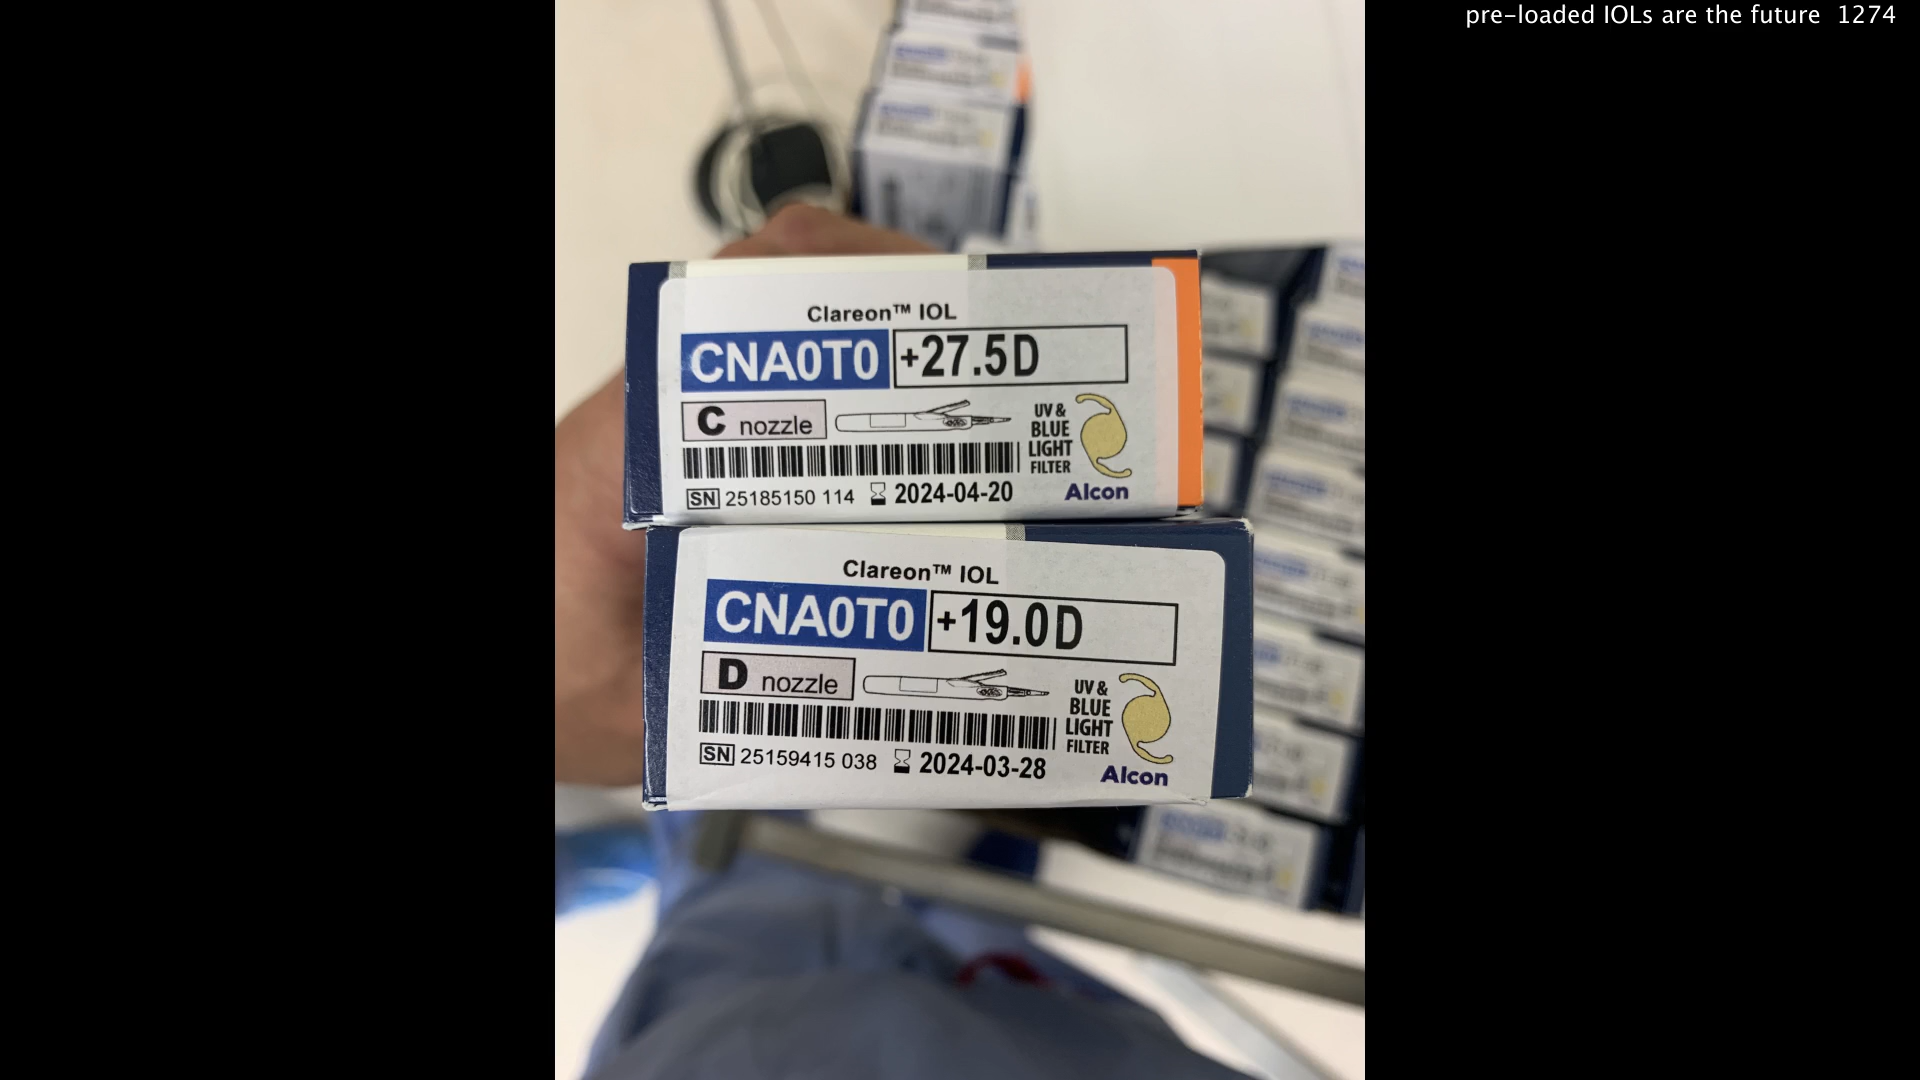 pre-loaded IOLs are the future 1274
Clareon™ IOL
CNA0T0 +27.5D
C nozzle
UV &
BLUE
LIGHT
FILTER
SN 25185150 114 2024-04-20
Alcon
Clareon™ IOL
CNA0T0 +19.0D
D nozzle
UV &
BLUE
LIGHT
FILTER
SN 25159415 038 2024-03-28
Alcon